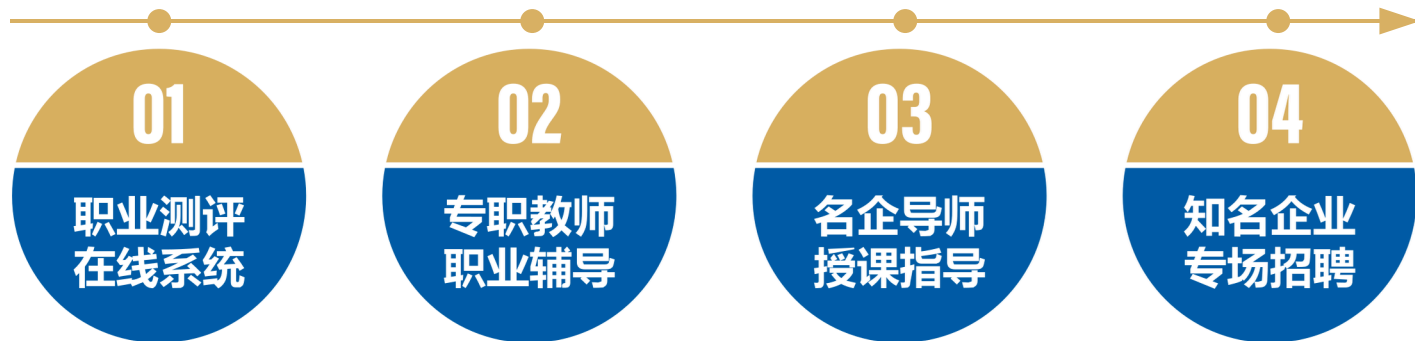 01
职业测评
在线系统
02
专职教师
职业辅导
03
名企导师
授课指导
04
知名企业
专场招聘